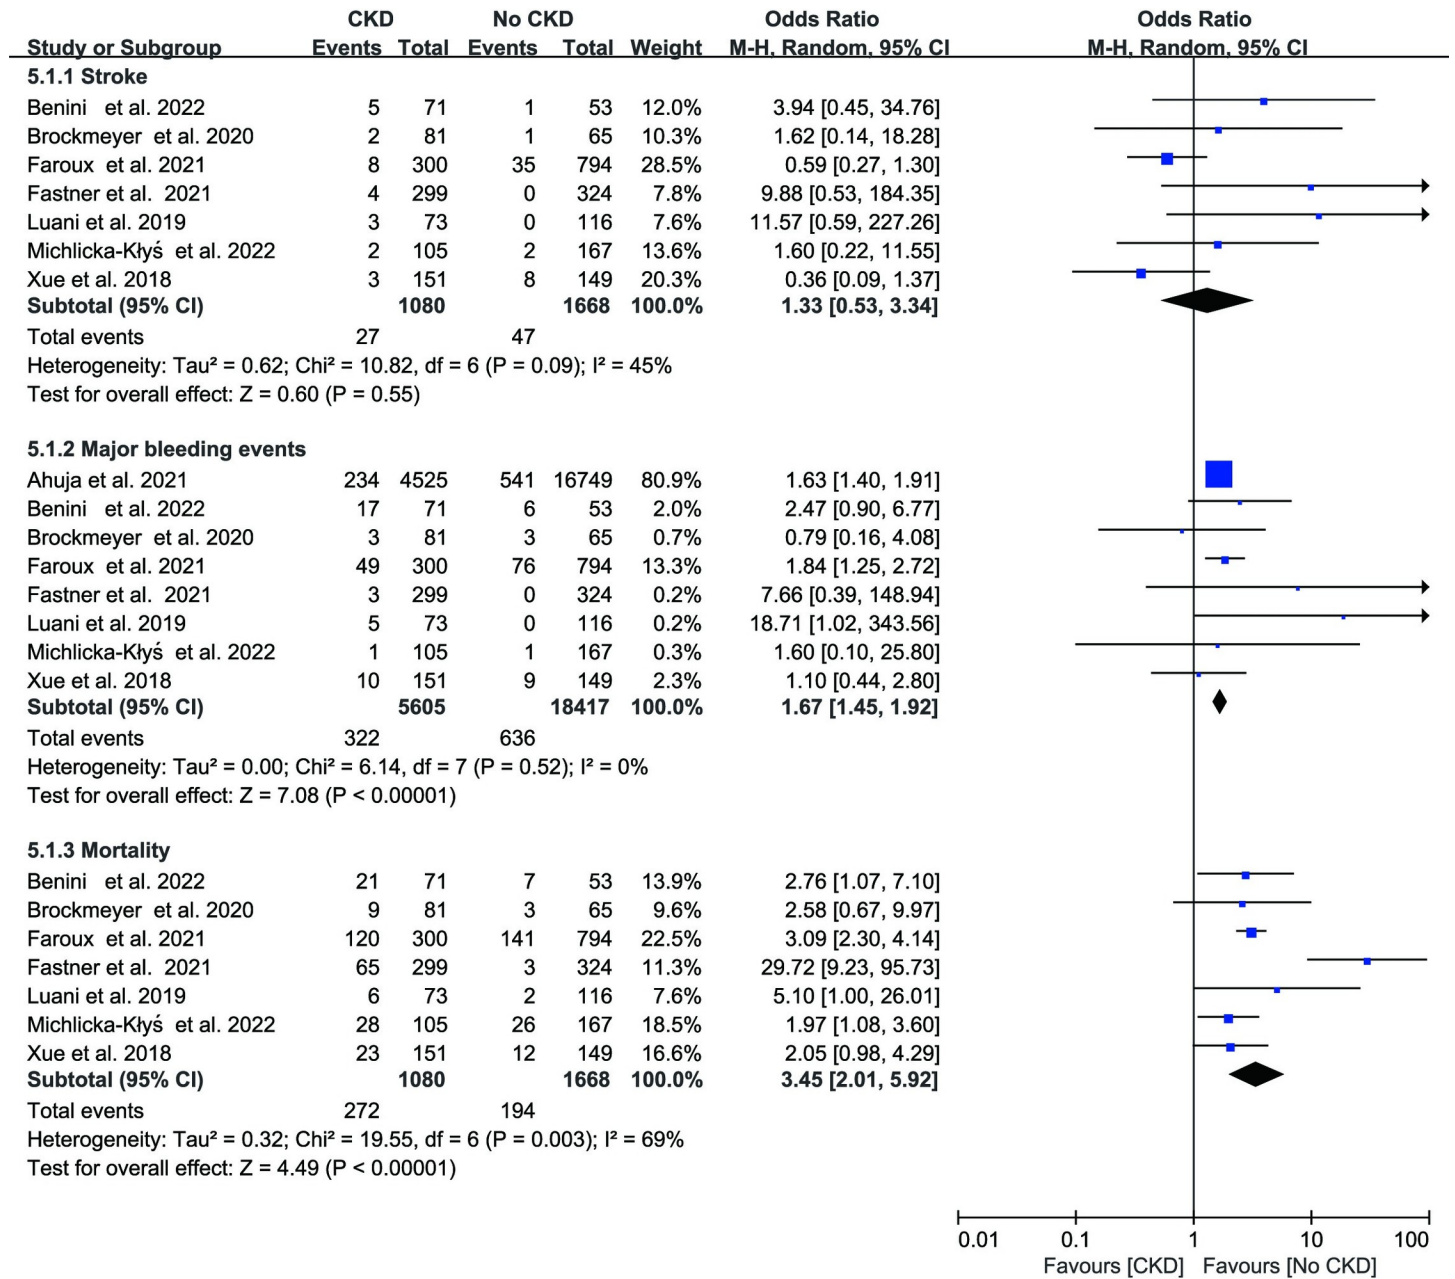 CKD No CKD Odds Ratio Odds Ratio
Study or Subgroup Events Total Events Total Weight M-H, Random, 95% CI M-H, Random, 95% CI
5.1.1 Stroke
Benini et al. 2022 5 71 1 53 12.0% 3.94 [0.45, 34.76]
Brockmeyer et al. 2020 2 81 1 65 10.3% 1.62 [0.14, 18.28]
Faroux et al. 2021 8 300 35 794 28.5% 0.59 [0.27, 1.30]
Fastner et al. 2021 4 299 0 324 7.8% 9.88 [0.53, 184.35]
Luani et al. 2019 3 73 0 116 7.6% 11.57 [0.59, 227.26]
Michlicka-Kłyś et al. 2022 2 105 2 167 13.6% 1.60 [0.22, 11.55]
Xue et al. 2018 3 151 8 149 20.3% 0.36 [0.09, 1.37]
Subtotal (95% CI) 1080 1668 100.0% 1.33 [0.53, 3.34]
Total events 27 47
Heterogeneity: Tau² = 0.62; Chi² = 10.82, df = 6 (P = 0.09); I² = 45%
Test for overall effect: Z = 0.60 (P = 0.55)
5.1.2 Major bleeding events
Ahuja et al. 2021 234 4525 541 16749 80.9% 1.63 [1.40, 1.91]
Benini et al. 2022 17 71 6 53 2.0% 2.47 [0.90, 6.77]
Brockmeyer et al. 2020 3 81 3 65 0.7% 0.79 [0.16, 4.08]
Faroux et al. 2021 49 300 76 794 13.3% 1.84 [1.25, 2.72]
Fastner et al. 2021 3 299 0 324 0.2% 7.66 [0.39, 148.94]
Luani et al. 2019 5 73 0 116 0.2% 18.71 [1.02, 343.56]
Michlicka-Kłyś et al. 2022 1 105 1 167 0.3% 1.60 [0.10, 25.80]
Xue et al. 2018 10 151 9 149 2.3% 1.10 [0.44, 2.80]
Subtotal (95% CI) 5605 18417 100.0% 1.67 [1.45, 1.92]
Total events 322 636
Heterogeneity: Tau² = 0.00; Chi² = 6.14, df = 7 (P = 0.52); I² = 0%
Test for overall effect: Z = 7.08 (P < 0.00001)
5.1.3 Mortality
Benini et al. 2022 21 71 7 53 13.9% 2.76 [1.07, 7.10]
Brockmeyer et al. 2020 9 81 3 65 9.6% 2.58 [0.67, 9.97]
Faroux et al. 2021 120 300 141 794 22.5% 3.09 [2.30, 4.14]
Fastner et al. 2021 65 299 3 324 11.3% 29.72 [9.23, 95.73]
Luani et al. 2019 6 73 2 116 7.6% 5.10 [1.00, 26.01]
Michlicka-Kłyś et al. 2022 28 105 26 167 18.5% 1.97 [1.08, 3.60]
Xue et al. 2018 23 151 12 149 16.6% 2.05 [0.98, 4.29]
Subtotal (95% CI) 1080 1668 100.0% 3.45 [2.01, 5.92]
Total events 272 194
Heterogeneity: Tau² = 0.32; Chi² = 19.55, df = 6 (P = 0.003); I² = 69%
Test for overall effect: Z = 4.49 (P < 0.00001)
0.01 0.1 1 10 100
Favours [CKD] Favours [No CKD]